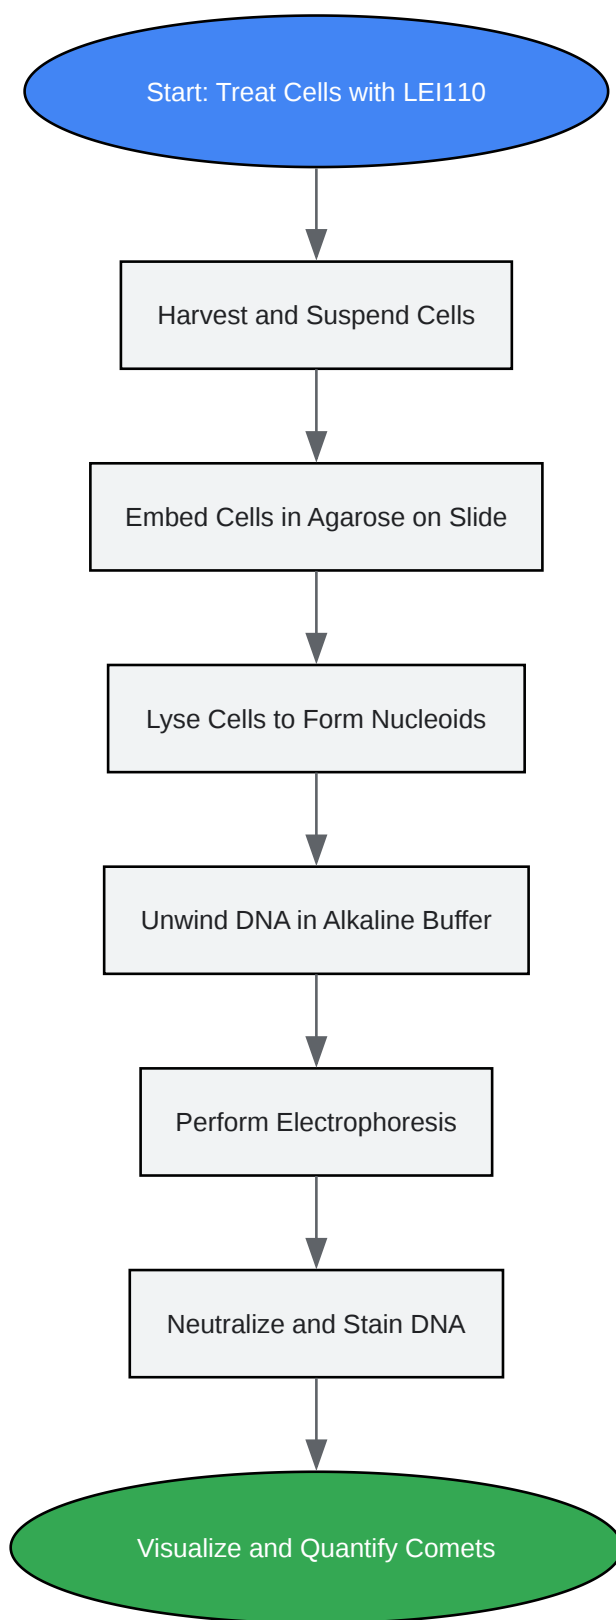 Start: Treat Cells with LEI110
Harvest and Suspend Cells
Embed Cells in Agarose on Slide
Lyse Cells to Form Nucleoids
Unwind DNA in Alkaline Buffer
Perform Electrophoresis
Neutralize and Stain DNA
Visualize and Quantify Comets